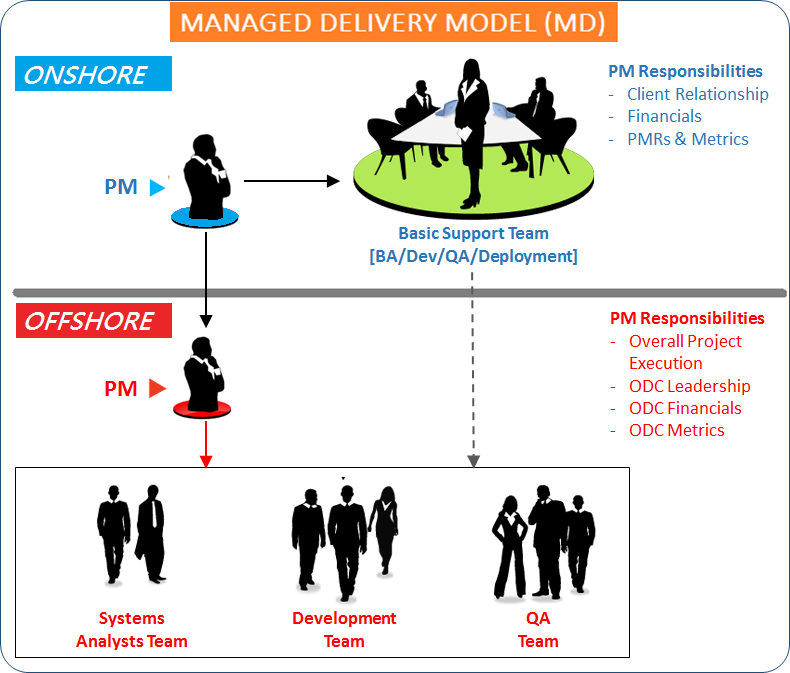 MANAGED DELIVERY MODEL (MD)
ONSHORE
PM Responsibilities
- Client Relationship
- Financials
- PMRs & Metrics
PM
Basic Support Team
[BA/Dev/QA/Deployment]
OFFSHORE
PM Responsibilities
- Overall Project
Execution
- ODC Leadership
- ODC Financials
- ODC Metrics
PM
Systems
Analysts Team
Development
Team
QA
Team